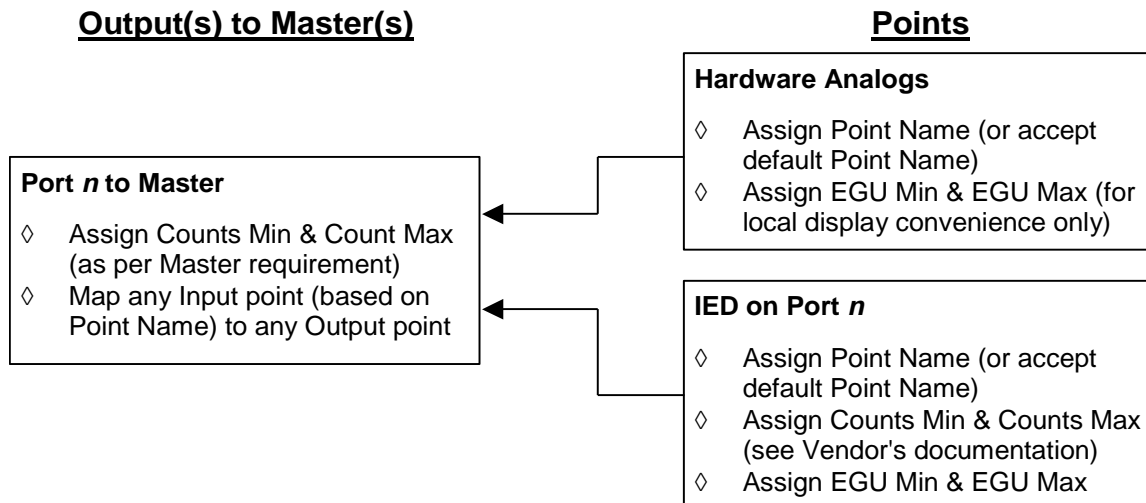 Output(s) to Master(s)
Port n to Master
◊ Assign Counts Min & Count Max
(as per Master requirement)
◊ Map any Input point (based on
Point Name) to any Output point
Points
Hardware Analogs
◊ Assign Point Name (or accept
default Point Name)
◊ Assign EGU Min & EGU Max (for
local display convenience only)
IED on Port n
◊ Assign Point Name (or accept
default Point Name)
◊ Assign Counts Min & Counts Max
(see Vendor's documentation)
◊ Assign EGU Min & EGU Max